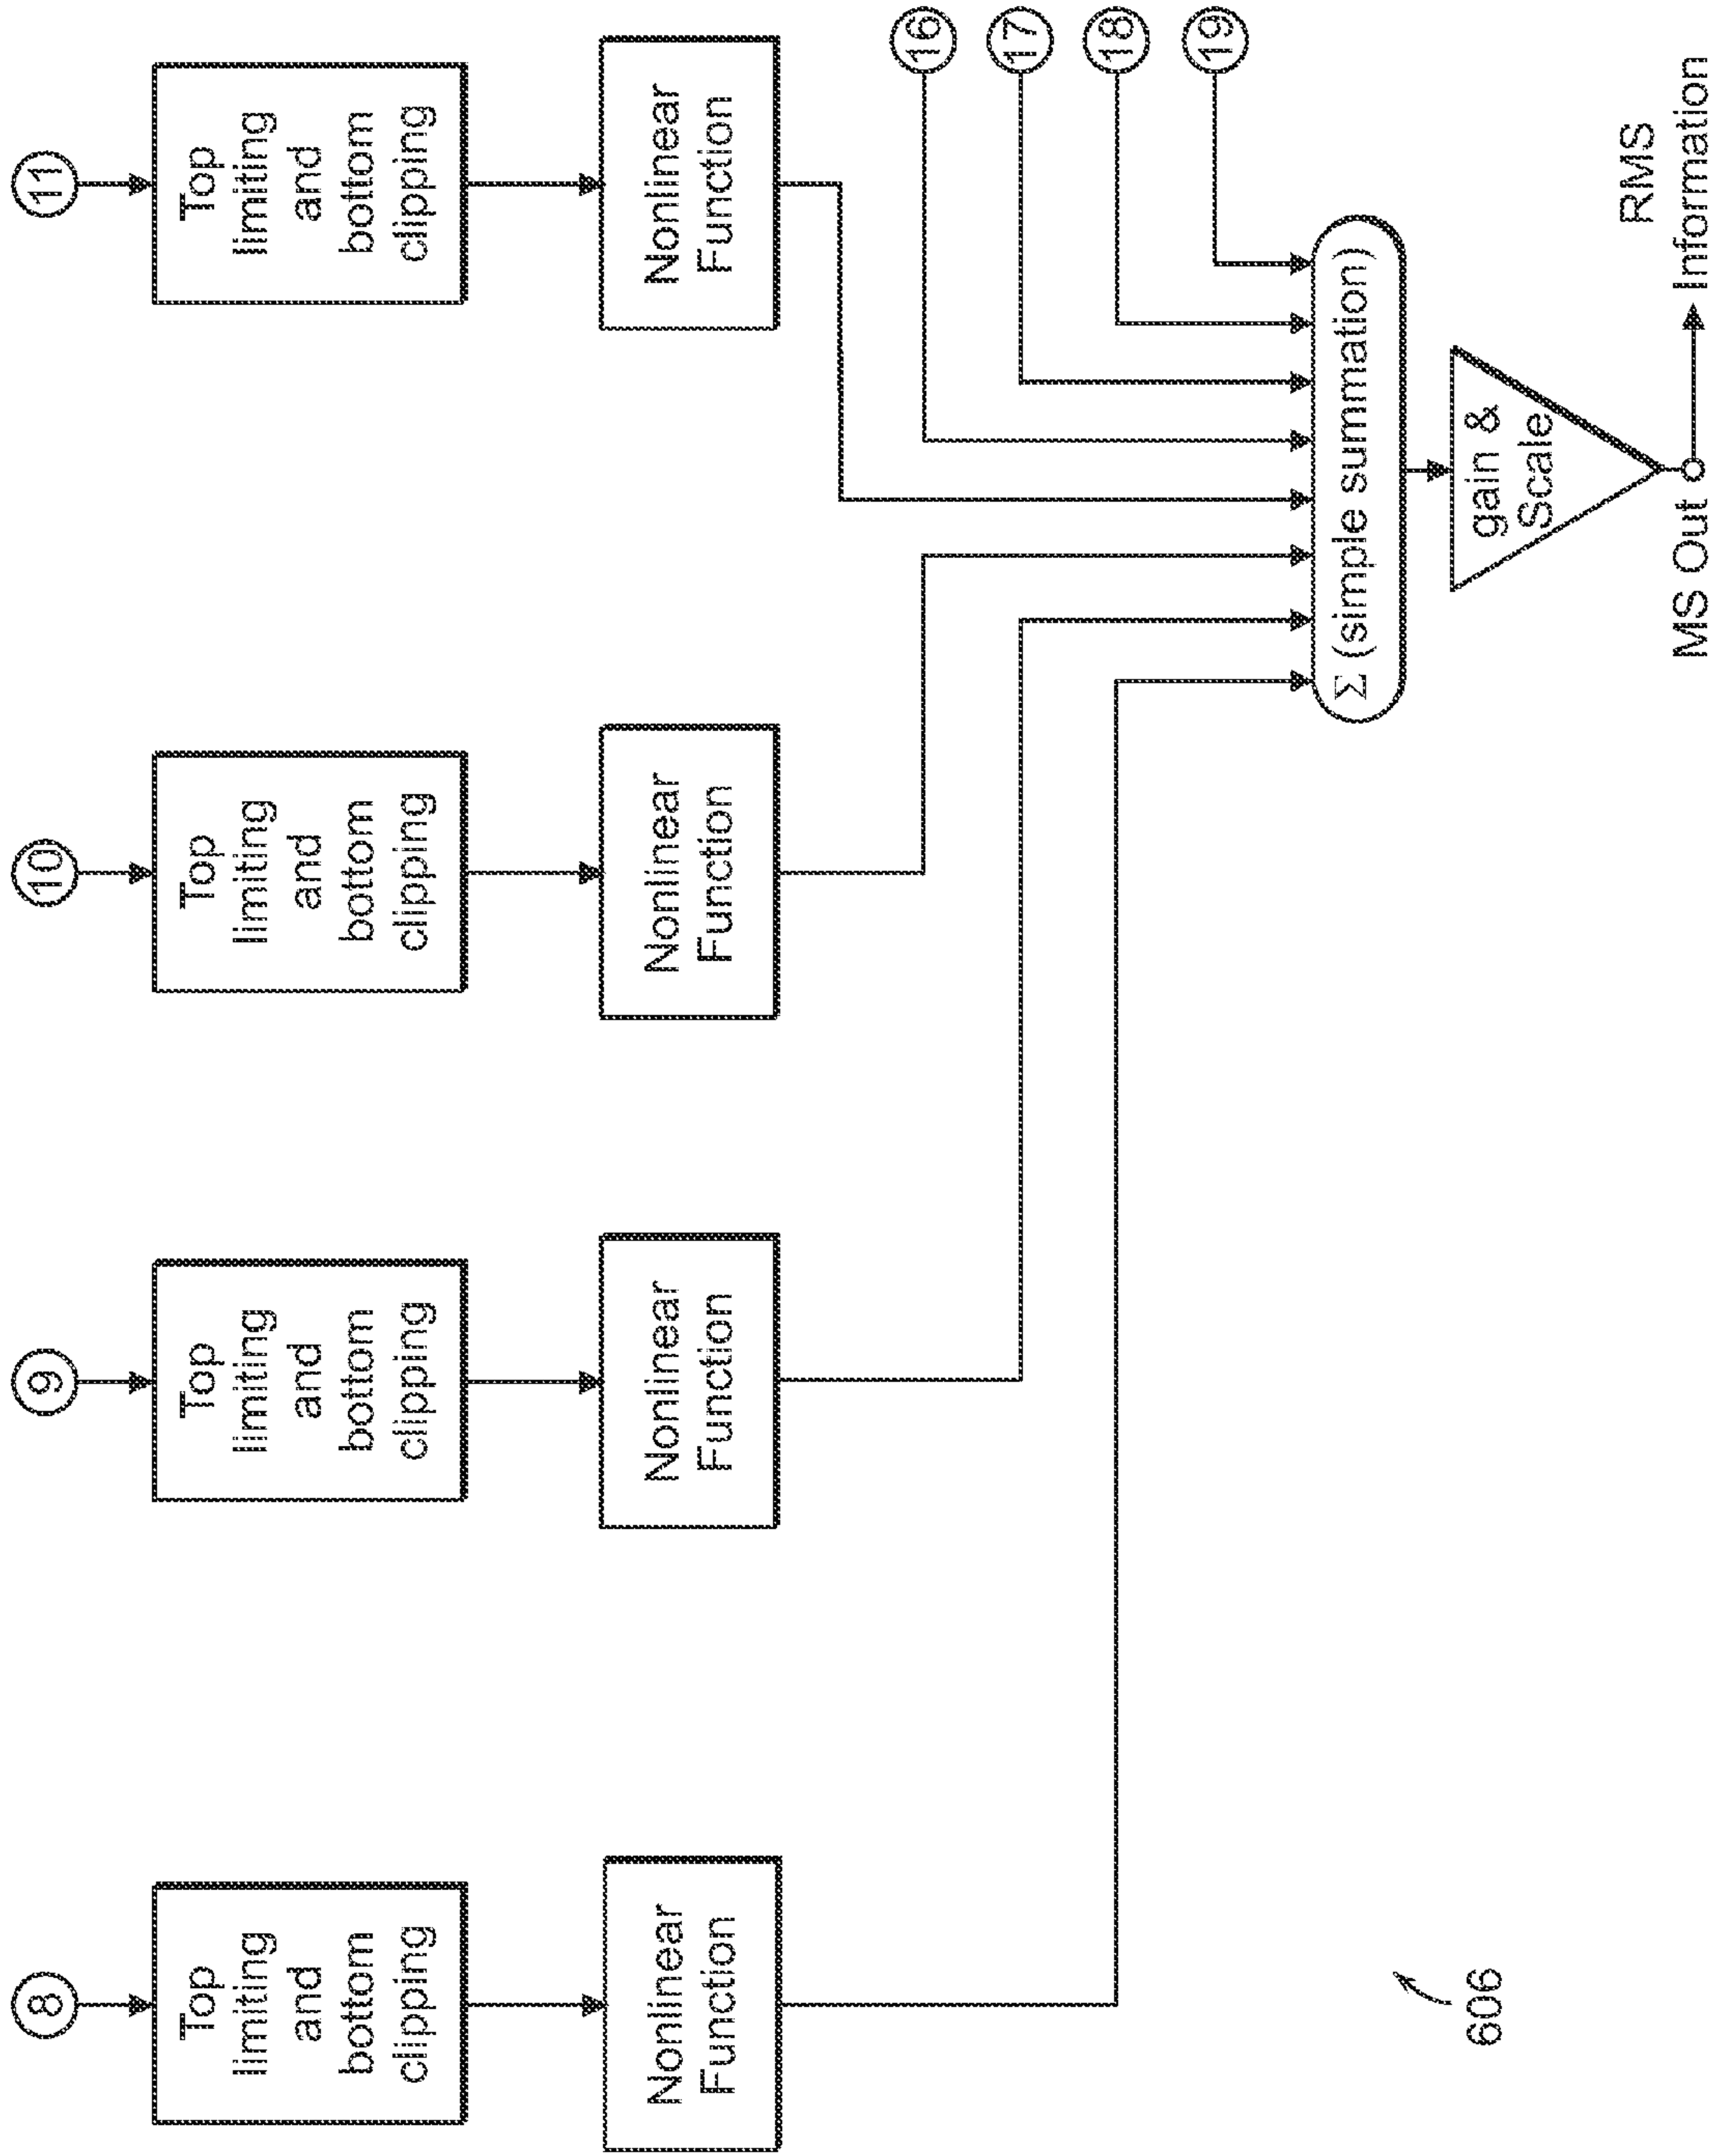 8
9
10
11
Top
limiting
and
bottom
clipping
Top
limiting
and
bottom
clipping
Top
limiting
and
bottom
clipping
Top
limiting
and
bottom
clipping
Nonlinear
Function
Nonlinear
Function
Nonlinear
Function
Nonlinear
Function
16
17
18
19
Σ (simple summation)
gain &
Scale
606
MS Out
RMS
Information